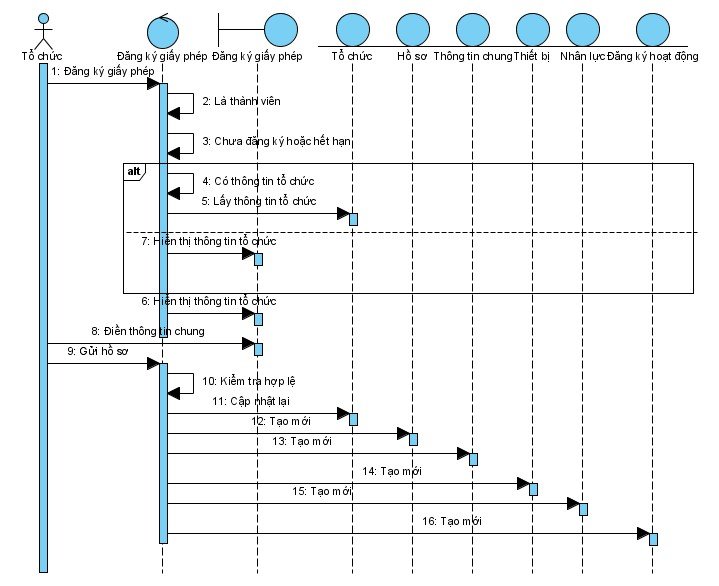 Tổ chức
Đăng ký giấy phép
Đăng ký giấy phép
Tổ chức
Hồ sơ
Thông tin chung
Thiết bị
Nhân lực
Đăng ký hoạt động
1: Đăng ký giấy phép
2: Là thành viên
3: Chưa đăng ký hoặc hết hạn
alt
4: Có thông tin tổ chức
5: Lấy thông tin tổ chức
7: Hiển thị thông tin tổ chức
6: Hiển thị thông tin tổ chức
8: Điền thông tin chung
9: Gửi hồ sơ
10: Kiểm tra hợp lệ
11: Cập nhật lại
12: Tạo mới
13: Tạo mới
14: Tạo mới
15: Tạo mới
16: Tạo mới